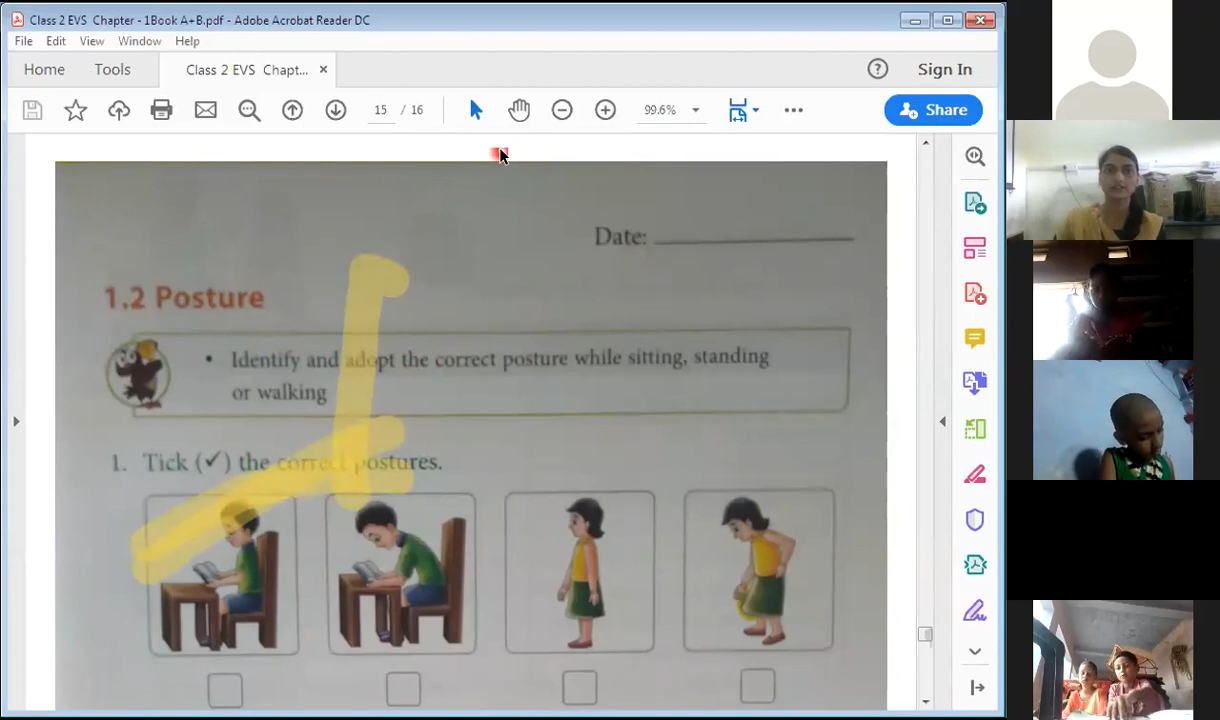 Class 2 EVS Chapter - 1Book A+B.pdf - Adobe Acrobat Reader DC
File Edit View Window Help
Home Tools Class 2 EVS Chapt... Sign In
15 / 16 99.6% Share
Date:
1.2 Posture
• Identify and adopt the correct posture while sitting, standing
or walking
1. Tick (✓) the correct postures.